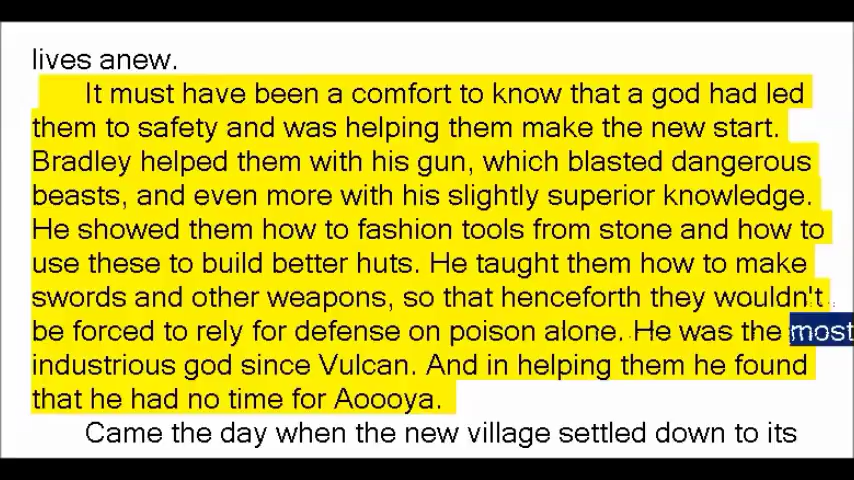 lives anew.
It must have been a comfort to know that a god had led
them to safety and was helping them make the new start.
Bradley helped them with his gun, which blasted dangerous
beasts, and even more with his slightly superior knowledge.
He showed them how to fashion tools from stone and how to
use these to build better huts. He taught them how to make
swords and other weapons, so that henceforth they wouldn't
be forced to rely for defense on poison alone. He was the most
industrious god since Vulcan. And in helping them he found
that he had no time for Aoooya.
Came the day when the new village settled down to its